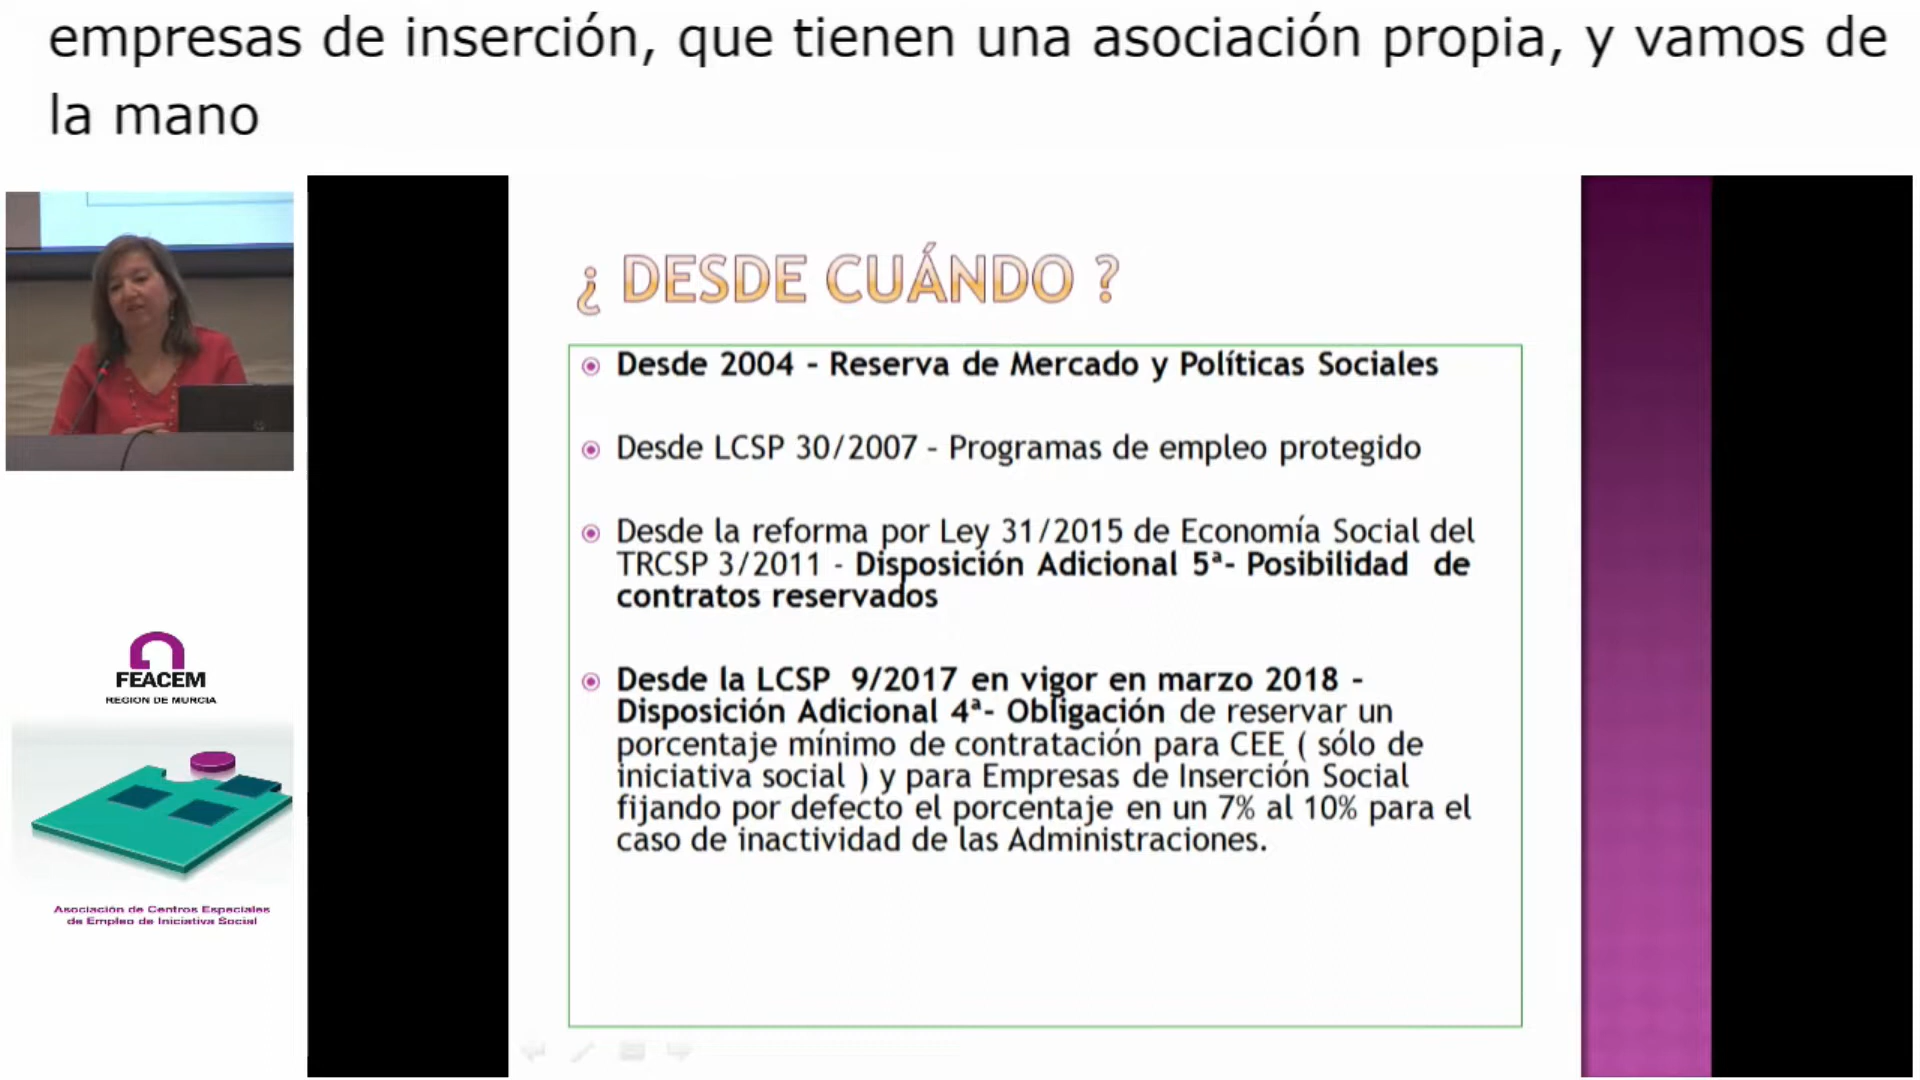 empresas de inserción, que tienen una asociación propia, y vamos de
la mano
¿ DESDE CUÁNDO ?
Desde 2004 - Reserva de Mercado y Políticas Sociales
Desde LCSP 30/2007 - Programas de empleo protegido
Desde la reforma por Ley 31/2015 de Economía Social del
TRCSP 3/2011 - Disposición Adicional 5ª- Posibilidad de
contratos reservados
Desde la LCSP 9/2017 en vigor en marzo 2018 -
Disposición Adicional 4ª- Obligación de reservar un
porcentaje mínimo de contratación para CEE ( sólo de
iniciativa social ) y para Empresas de Inserción Social
fijando por defecto el porcentaje en un 7% al 10% para el
caso de inactividad de las Administraciones.
FEACEM
REGION DE MURCIA
Asociación de Centros Especiales
de Empleo de Iniciativa Social